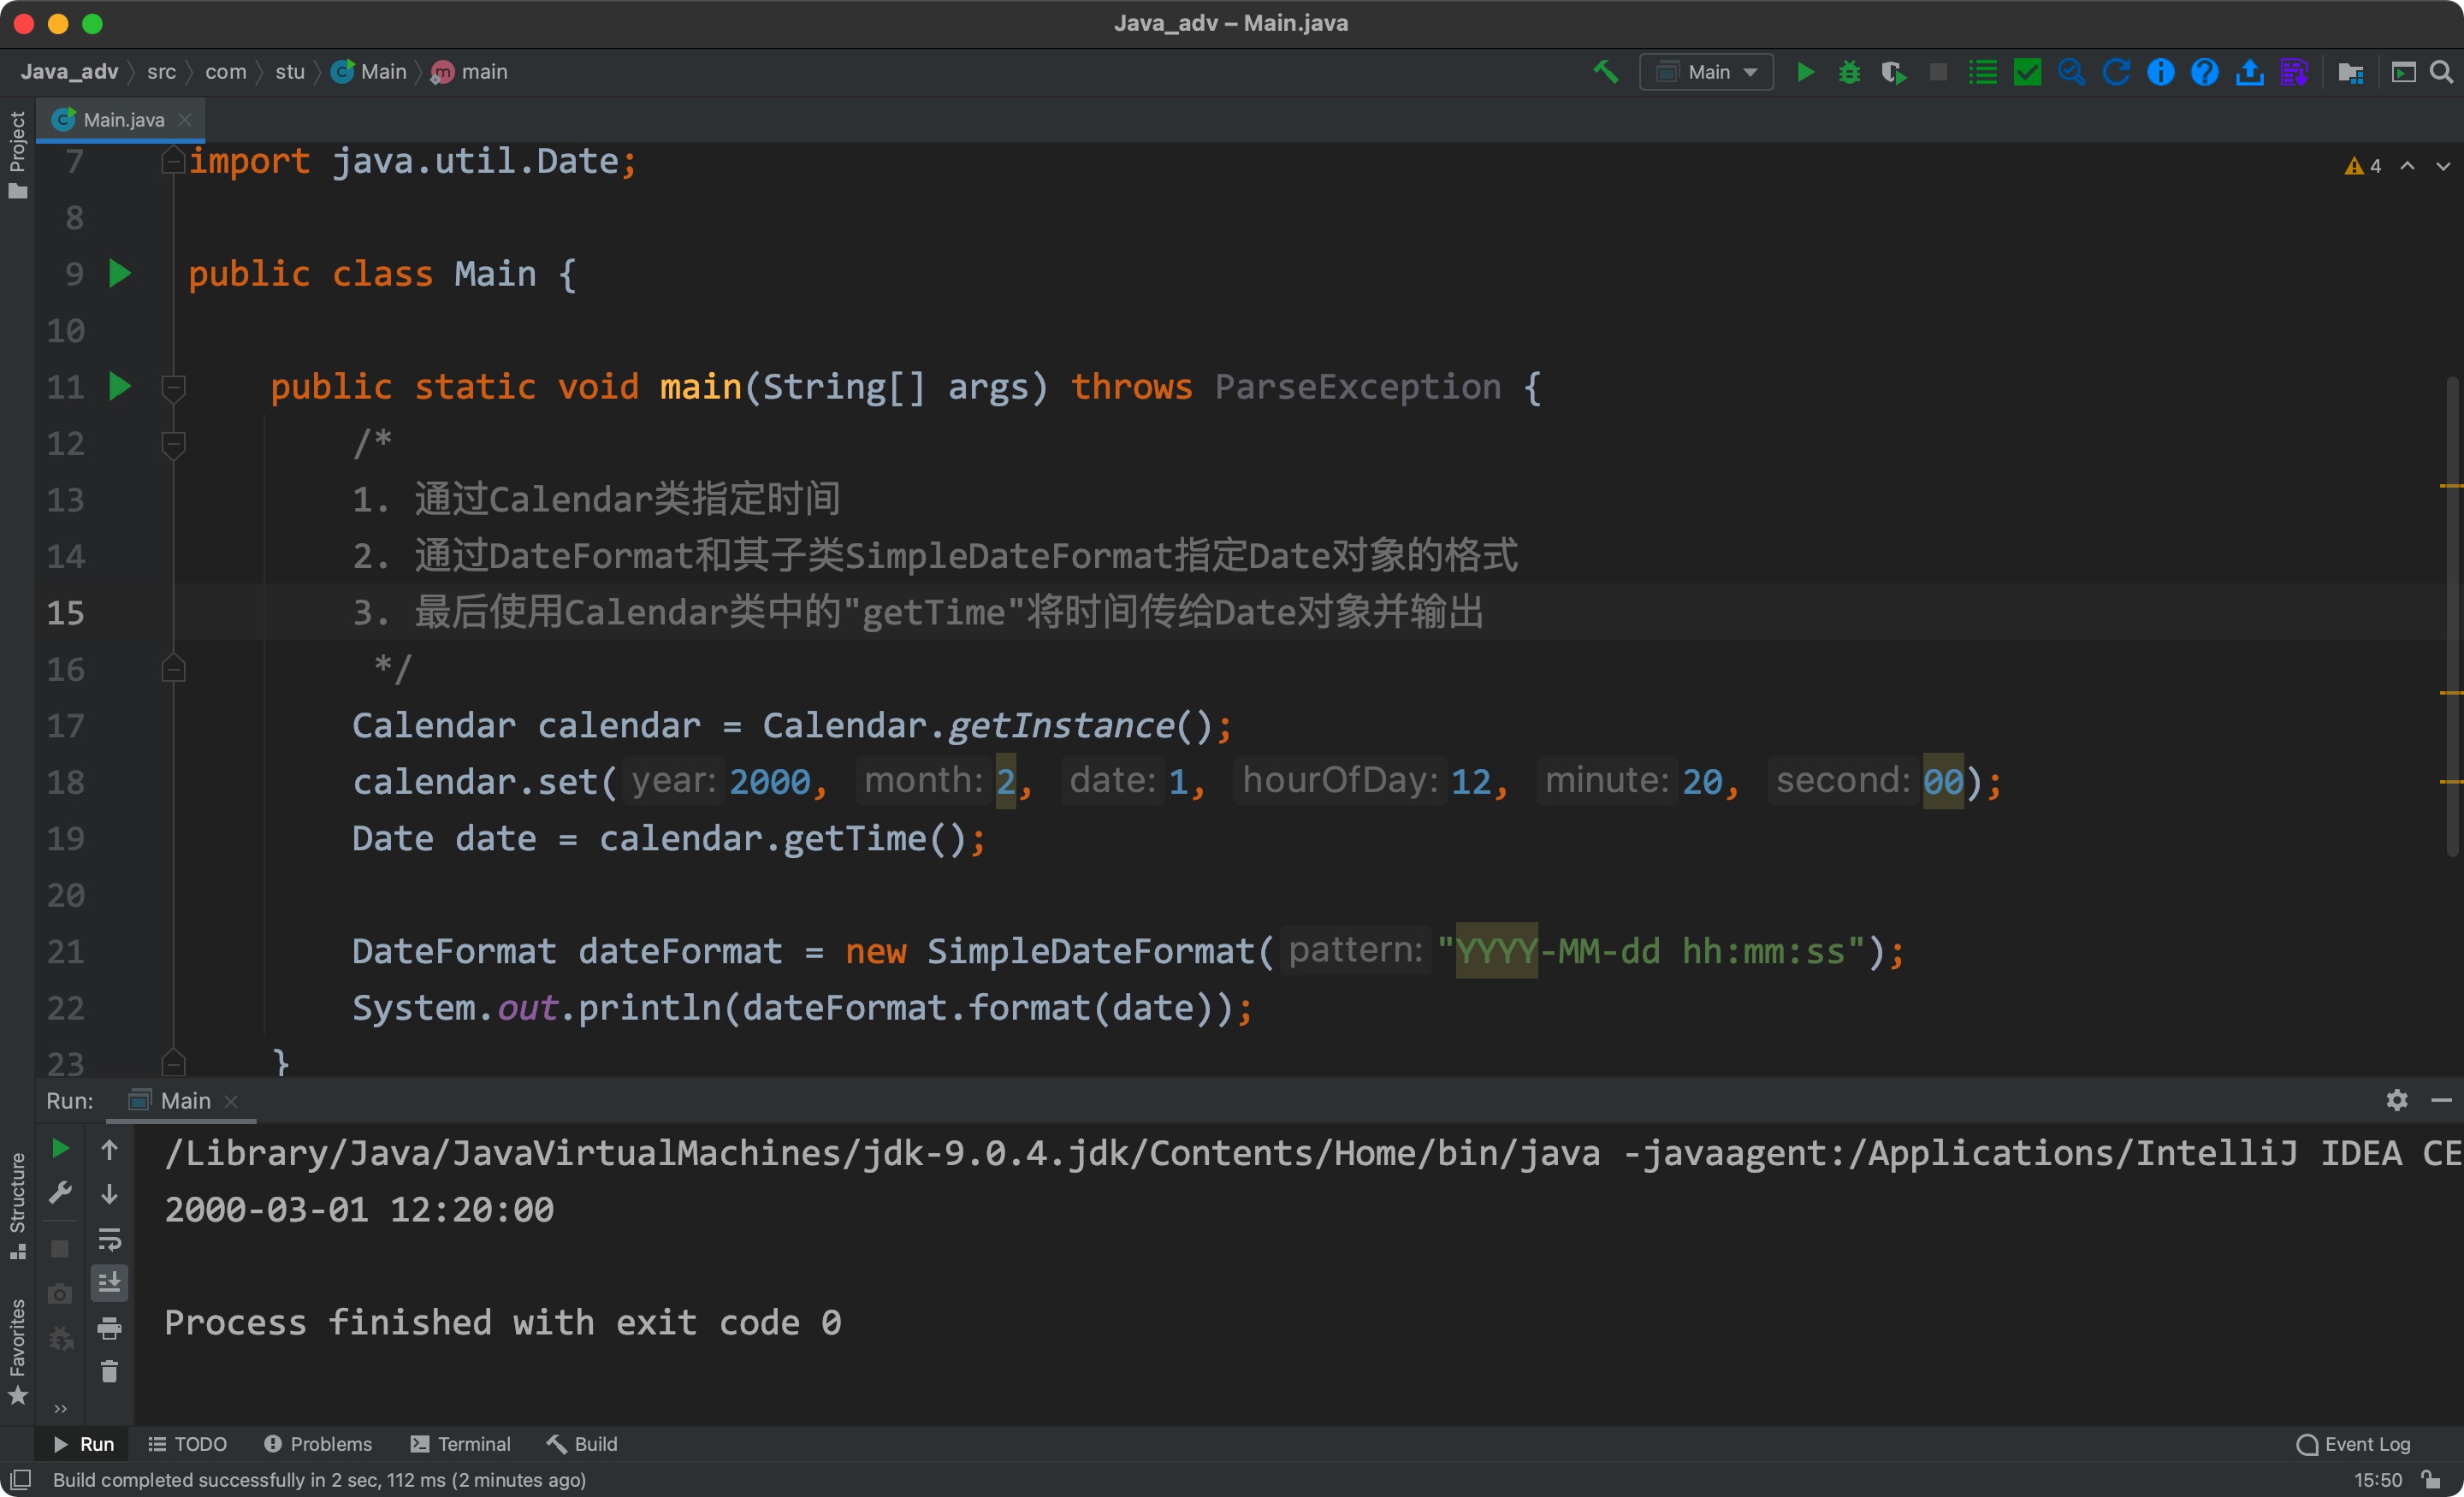 Java_adv – Main.java
Java_adv src com stu Main main Main
Project
Main.java
7 import java.util.Date;
4
8
9 public class Main {
10
11 public static void main(String[] args) throws ParseException {
12 /*
13 1. 通过Calendar类指定时间
14 2. 通过DateFormat和其子类SimpleDateFormat指定Date对象的格式
15 3. 最后使用Calendar类中的"getTime"将时间传给Date对象并输出
16 */
17 Calendar calendar = Calendar.getInstance();
18 calendar.set( year: 2000, month: 2, date: 1, hourOfDay: 12, minute: 20, second: 00);
19 Date date = calendar.getTime();
20
21 DateFormat dateFormat = new SimpleDateFormat( pattern: "YYYY-MM-dd hh:mm:ss");
22 System.out.println(dateFormat.format(date));
23 }
Run: Main
/Library/Java/JavaVirtualMachines/jdk-9.0.4.jdk/Contents/Home/bin/java -javaagent:/Applications/IntelliJ IDEA CE
2000-03-01 12:20:00
Process finished with exit code 0
Structure
Favorites
Run TODO Problems Terminal Build Event Log
Build completed successfully in 2 sec, 112 ms (2 minutes ago) 15:50